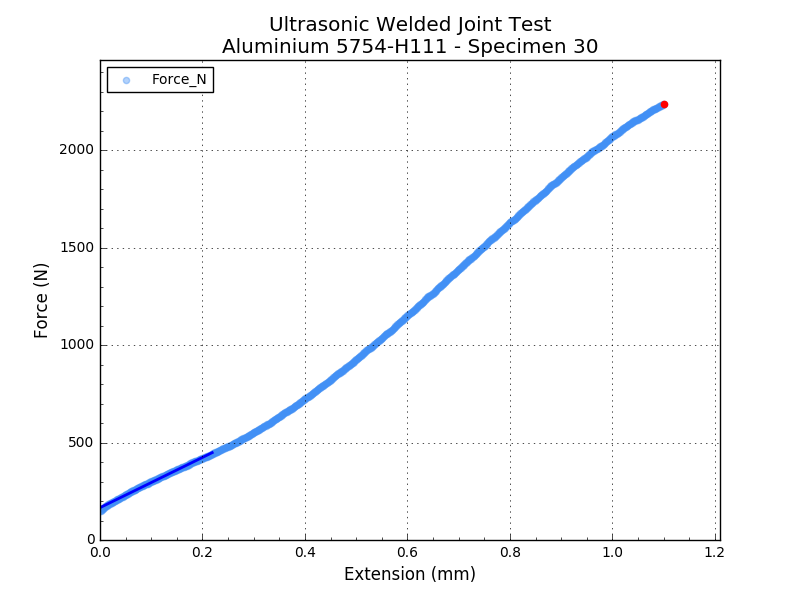 Ultrasonic Welded Joint Test
Aluminium 5754-H111 - Specimen 30
Force_N
Force (N)
2000
1500
1000
500
0
0.0 0.2 0.4 0.6 0.8 1.0 1.2
Extension (mm)